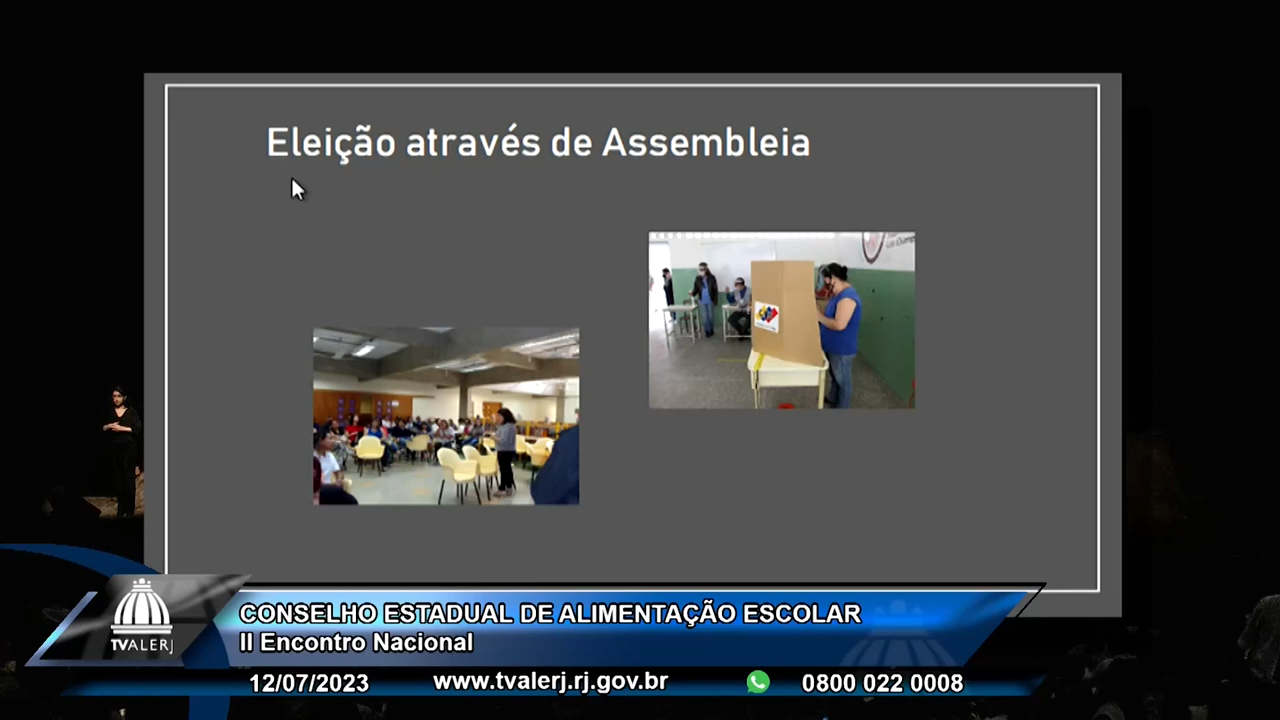 Eleição através de Assembleia
CONSELHO ESTADUAL DE ALIMENTAÇÃO ESCOLAR
II Encontro Nacional
TVALERJ
12/07/2023
www.tvalerj.rj.gov.br
0800 022 0008